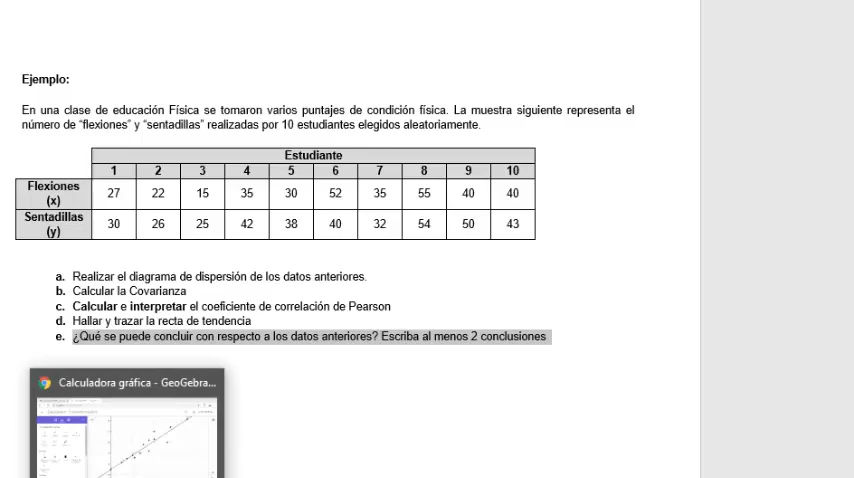 Ejemplo:
En una clase de educación Física se tomaron varios puntajes de condición física. La muestra siguiente representa el
número de “flexiones” y “sentadillas” realizadas por 10 estudiantes elegidos aleatoriamente.
Estudiante
1 2 3 4 5 6 7 8 9 10
Flexiones
(x) 27 22 15 35 30 52 35 55 40 40
Sentadillas
(y) 30 26 25 42 38 40 32 54 50 43
a. Realizar el diagrama de dispersión de los datos anteriores.
b. Calcular la Covarianza
c. Calcular e interpretar el coeficiente de correlación de Pearson
d. Hallar y trazar la recta de tendencia
e. ¿Qué se puede concluir con respecto a los datos anteriores? Escriba al menos 2 conclusiones
Calculadora gráfica - GeoGebra...